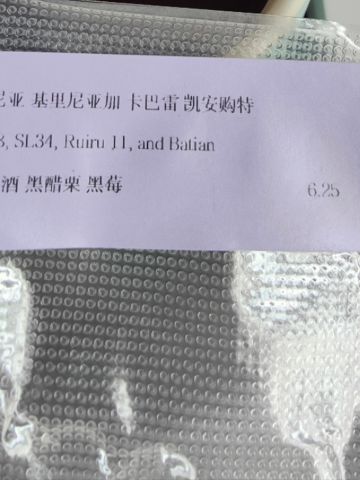 尼亚 基里尼亚加 卡巴雷 凯安购特
8, SL34, Ruiru 11, and Batian
酒 黑醋栗 黑莓 6.25